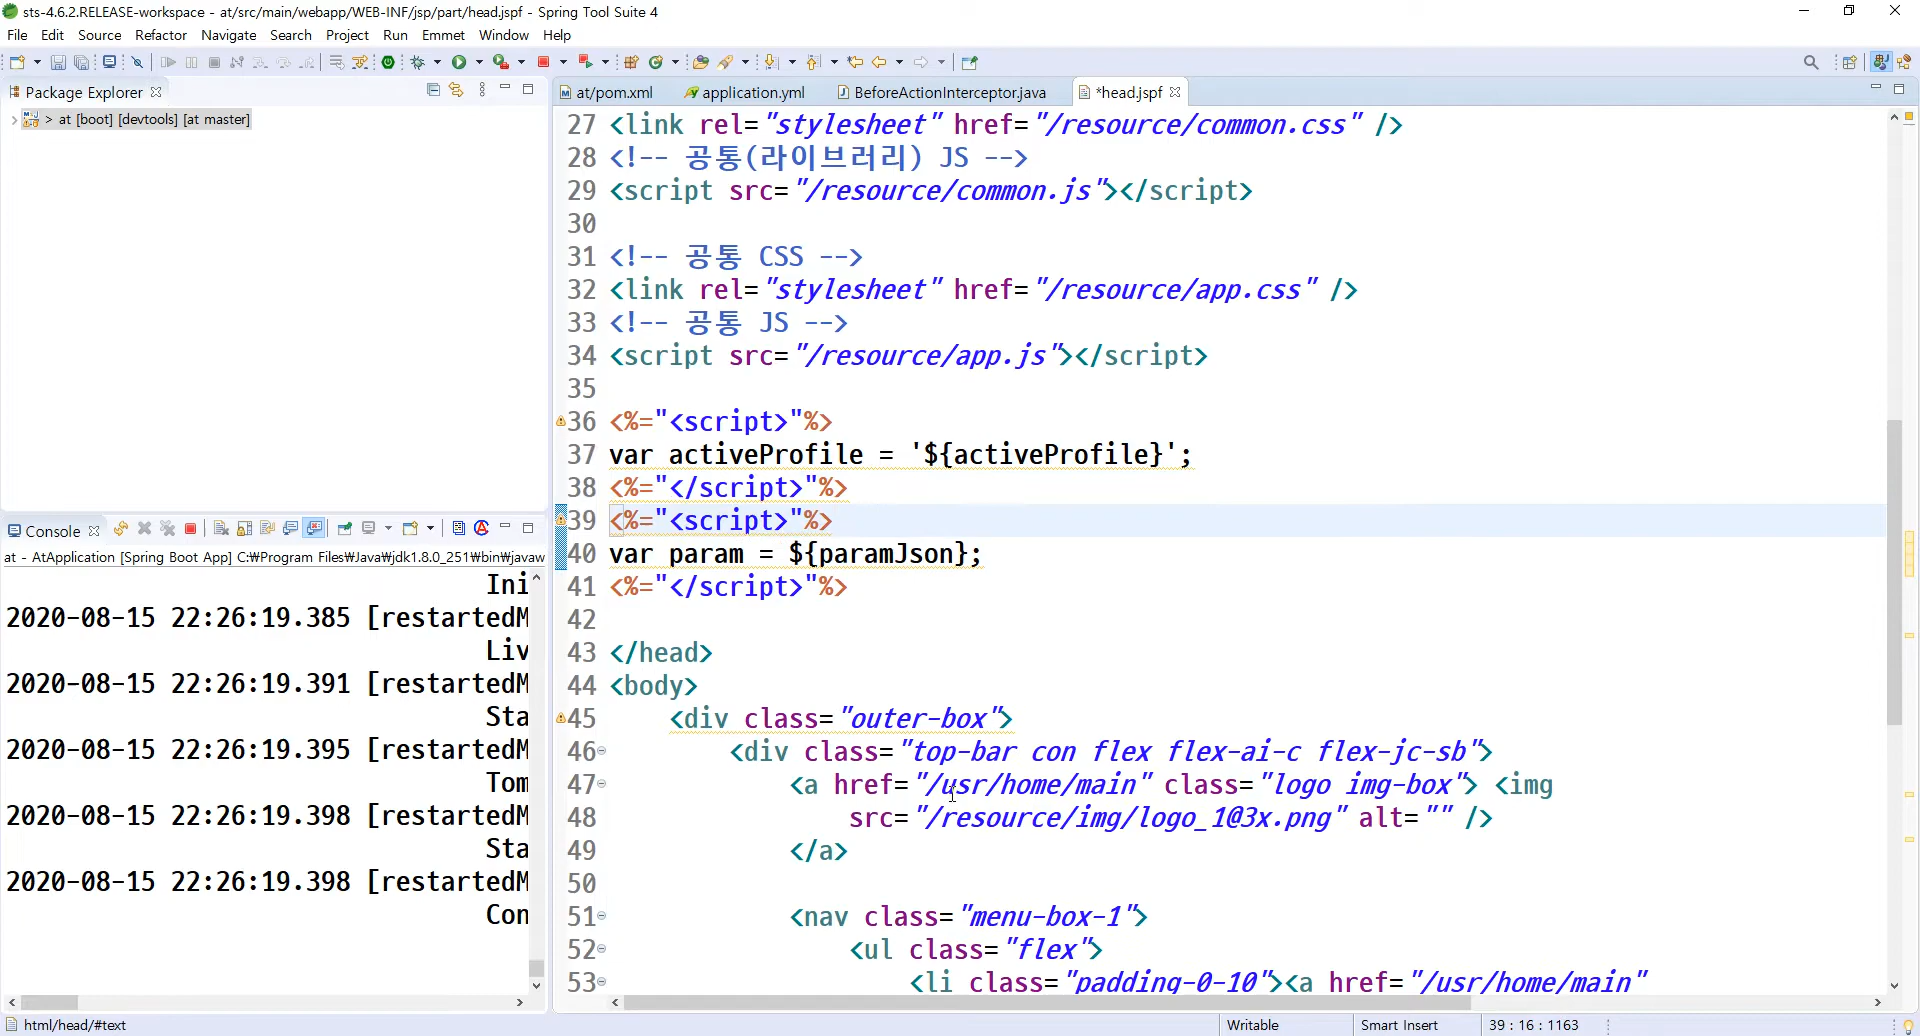 sts-4.6.2.RELEASE-workspace - at/src/main/webapp/WEB-INF/jsp/part/head.jspf - Spring Tool Suite 4
File Edit Source Refactor Navigate Search Project Run Emmet Window Help
Package Explorer
> at [boot] [devtools] [at master]
at/pom.xml application.yml BeforeActionInterceptor.java *head.jspf
27 <link rel="stylesheet" href="/resource/common.css" />
28 <!-- 공통(라이브러리) JS -->
29 <script src="/resource/common.js"></script>
30
31 <!-- 공통 CSS -->
32 <link rel="stylesheet" href="/resource/app.css" />
33 <!-- 공통 JS -->
34 <script src="/resource/app.js"></script>
35
36 <%="<script>"%>
37 var activeProfile = '${activeProfile}';
38 <%="</script>"%>
39 <%="<script>"%>
40 var param = ${paramJson};
41 <%="</script>"%>
42
43 </head>
44 <body>
45 <div class="outer-box">
46 <div class="top-bar con flex flex-ai-c flex-jc-sb">
47 <a href="/usr/home/main" class="logo img-box"> <img
48 src="/resource/img/logo_1@3x.png" alt="" />
49 </a>
50
51 <nav class="menu-box-1">
52 <ul class="flex">
53 <li class="padding-0-10"><a href="/usr/home/main"
Console
at - AtApplication [Spring Boot App] C:₩Program Files₩Java₩jdk1.8.0_251₩bin₩javaw
Ini
2020-08-15 22:26:19.385 [restartedM
Liv
2020-08-15 22:26:19.391 [restartedM
Sta
2020-08-15 22:26:19.395 [restartedM
Tom
2020-08-15 22:26:19.398 [restartedM
Sta
2020-08-15 22:26:19.398 [restartedM
Con
html/head/#text
Writable
Smart Insert
39 : 16 : 1163